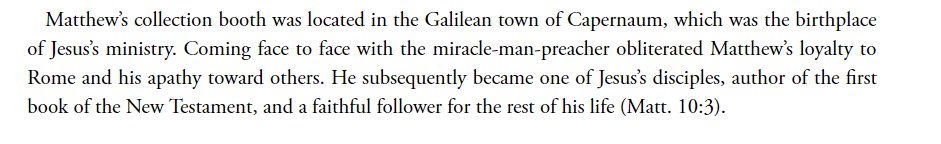 Matthew’s collection booth was located in the Galilean town of Capernaum, which was the birthplace
of Jesus’s ministry. Coming face to face with the miracle-man-preacher obliterated Matthew’s loyalty to
Rome and his apathy toward others. He subsequently became one of Jesus’s disciples, author of the first
book of the New Testament, and a faithful follower for the rest of his life (Matt. 10:3).